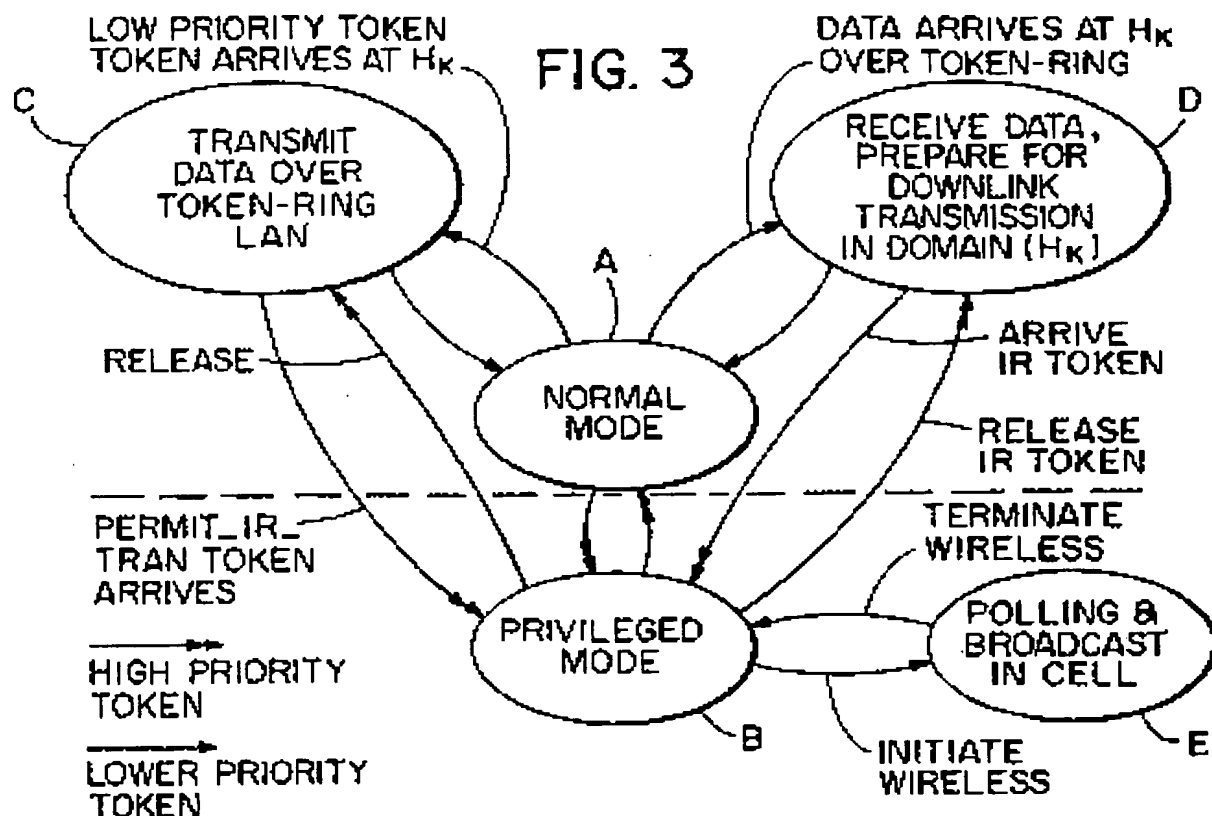 LOW PRIORITY TOKEN
TOKEN ARRIVES AT HK
FIG. 3
DATA ARRIVES AT HK
OVER TOKEN-RING
C
TRANSMIT
DATA OVER
TOKEN-RING
LAN
D
RECEIVE DATA,
PREPARE FOR
DOWNLINK
TRANSMISSION
IN DOMAIN (HK)
A
RELEASE
NORMAL
MODE
ARRIVE
IR TOKEN
RELEASE
IR TOKEN
PERMIT_IR_
TRAN TOKEN
ARRIVES
TERMINATE
WIRELESS
PRIVILEGED
MODE
POLLING &
BROADCAST
IN CELL
HIGH PRIORITY
TOKEN
B
E
INITIATE
WIRELESS
LOWER PRIORITY
TOKEN